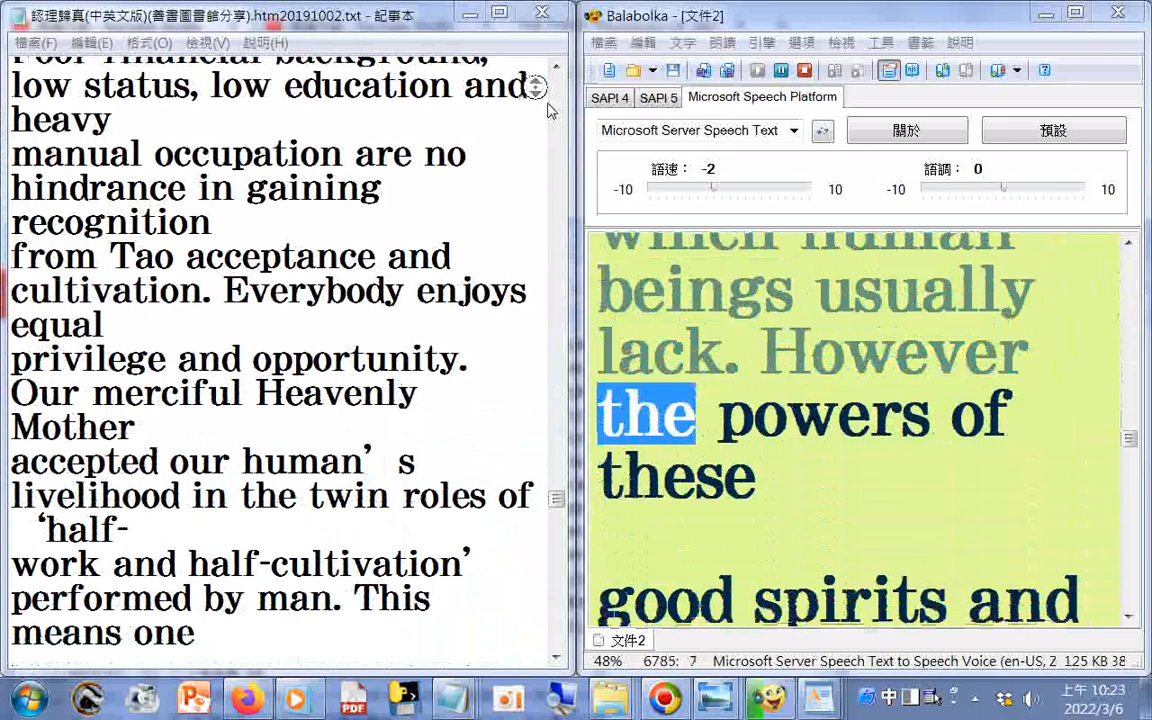 認理歸真(中英文版)(善書圖書館分享).htm20191002.txt - 記事本
檔案(F) 編輯(E) 格式(O) 檢視(V) 說明(H)
Poor financial background,
low status, low education and
heavy
manual occupation are no
hindrance in gaining
recognition
from Tao acceptance and
cultivation. Everybody enjoys
equal
privilege and opportunity.
Our merciful Heavenly
Mother
accepted our human’s
livelihood in the twin roles of
‘half-
work and half-cultivation’
performed by man. This
means one
Balabolka - [文件2]
檔案 編輯 文字 朗讀 引擎 選項 檢視 工具 書籤 說明
SAPI 4 SAPI 5 Microsoft Speech Platform
Microsoft Server Speech Text 關於 預設
語速： -2 語調： 0
-10 10 -10 10
which human
beings usually
lack. However
the powers of
these
good spirits and
文件2
48% 6785: 7 Microsoft Server Speech Text to Speech Voice (en-US, Z 125 KB 38
中 上午 10:23
2022/3/6